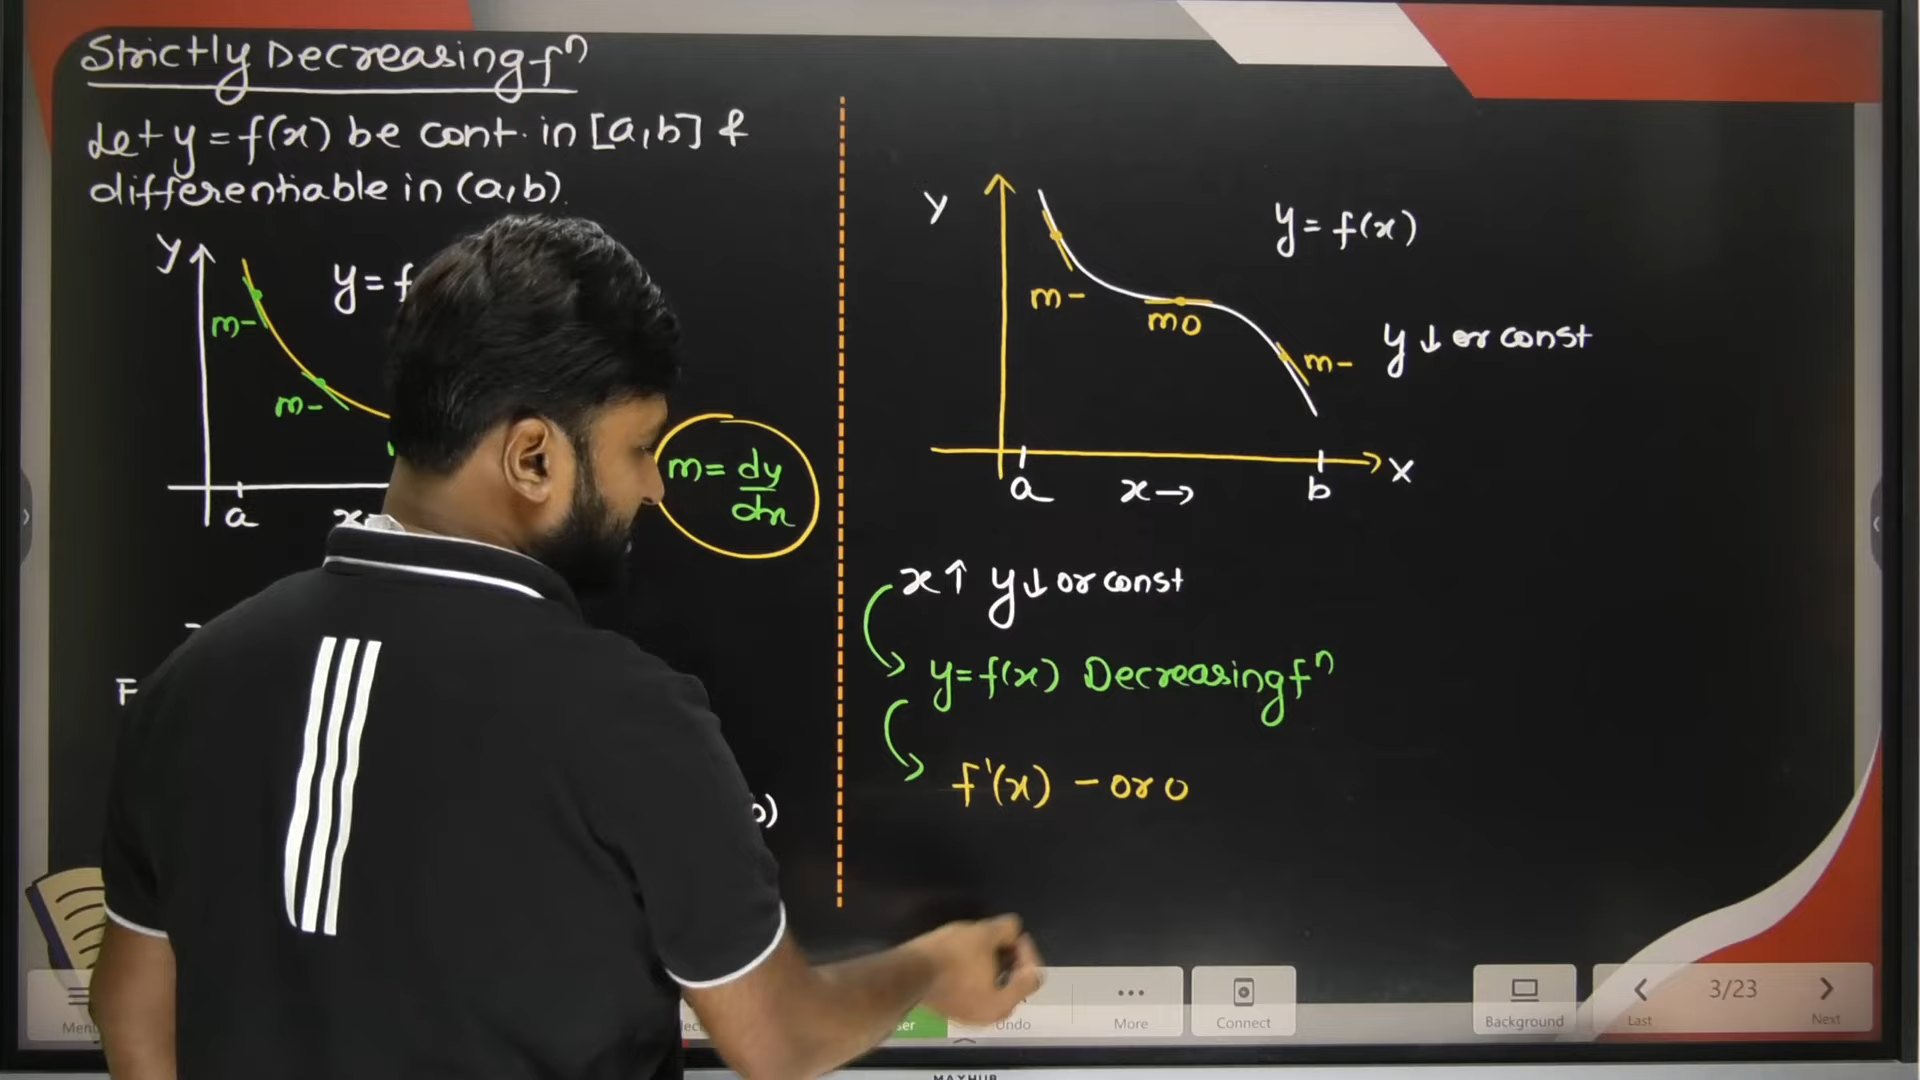 Strictly Decreasing fⁿ
Let y = f(x) be cont. in [a,b] &
differentiable in (a,b).
y
y = f
m-
m-
a
m = dy/dx
F
Y
y = f(x)
m-
m0
m-
y ↓ or const
a
x→
b
X
x↑ y↓ or const
y = f(x) Decreasing fⁿ
f'(x) - or 0
Undo
More
Connect
Background
Last
3/23
Next